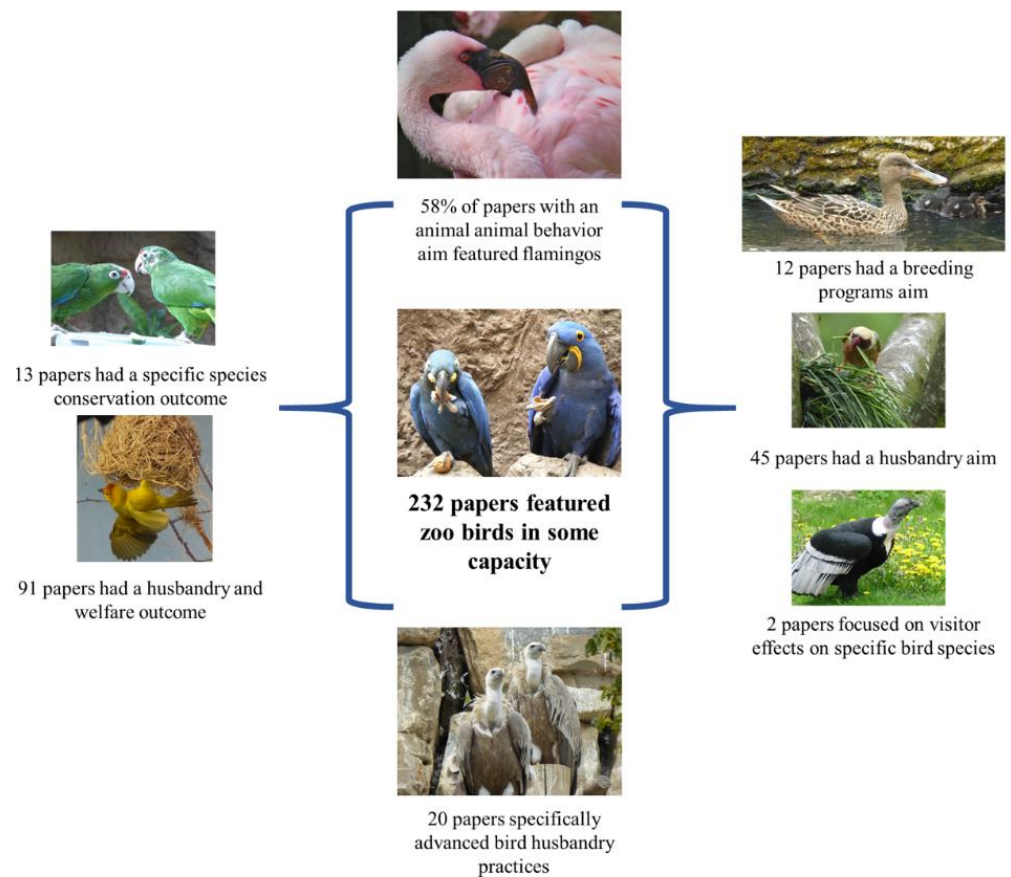 58% of papers with an
animal animal behavior
aim featured flamingos
13 papers had a specific species
conservation outcome
91 papers had a husbandry and
welfare outcome
232 papers featured
zoo birds in some
capacity
12 papers had a breeding
programs aim
45 papers had a husbandry aim
2 papers focused on visitor
effects on specific bird species
20 papers specifically
advanced bird husbandry
practices